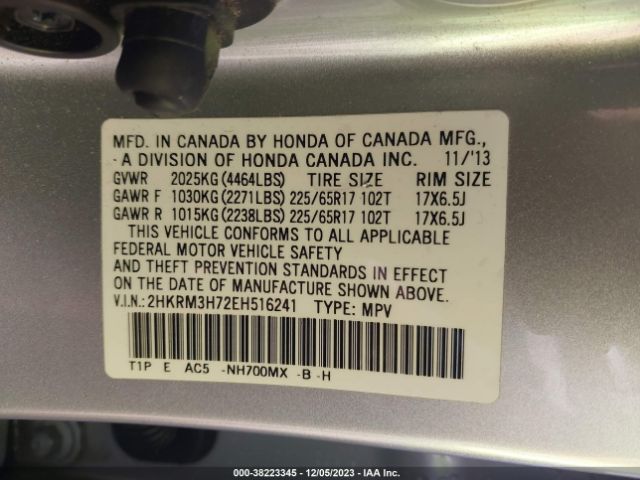 MFD. IN CANADA BY HONDA OF CANADA MFG.,
A DIVISION OF HONDA CANADA INC. 11/'13
GVWR 2025KG (4464LBS) TIRE SIZE RIM SIZE
GAWR F 1030KG (2271LBS) 225/65R17 102T 17X6.5J
GAWR R 1015KG (2238LBS) 225/65R17 102T 17X6.5J
THIS VEHICLE CONFORMS TO ALL APPLICABLE
FEDERAL MOTOR VEHICLE SAFETY
AND THEFT PREVENTION STANDARDS IN EFFECT
ON THE DATE OF MANUFACTURE SHOWN ABOVE.
V.I.N.: 2HKRM3H72EH516241 TYPE: MPV
T1P E AC5 -NH700MX -B -H
000-38223345 - 12/05/2023 - IAA Inc.